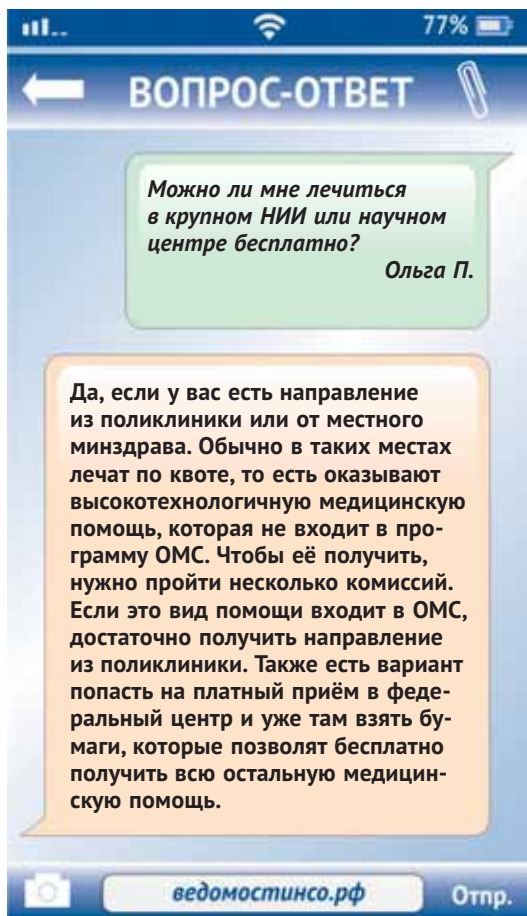 77%
ВОПРОС-ОТВЕТ
Можно ли мне лечиться
в крупном НИИ или научном
центре бесплатно?
Ольга П.
Да, если у вас есть направление
из поликлиники или от местного
минздрава. Обычно в таких местах
лечат по квоте, то есть оказывают
высокотехнологичную медицинскую
помощь, которая не входит в про-
грамму ОМС. Чтобы её получить,
нужно пройти несколько комиссий.
Если это вид помощи входит в ОМС,
достаточно получить направление
из поликлиники. Также есть вариант
попасть на платный приём в феде-
ральный центр и уже там взять бу-
маги, которые позволят бесплатно
получить всю остальную медицин-
скую помощь.
ведомостинсо.рф
Отпр.